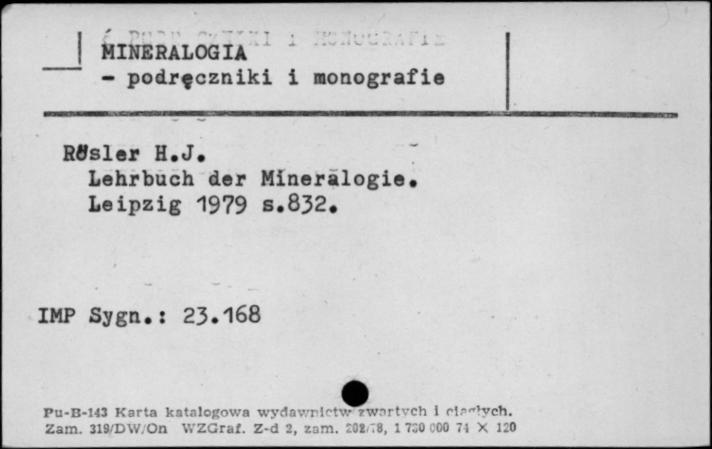 MINERALOGIA
- podręczniki i monografie
Rösler H.J.
Lehrbuch der Mineralogie.
Leipzig 1979 s.832.
IMP Sygn.: 23.168
Pu-B-143 Karta katalogowa wydawnictw zwartych i ciągłych.
Zam. 319/DW/On WZGraf. Z-d 2, zam. 202/78, 1 730 000 74 × 120